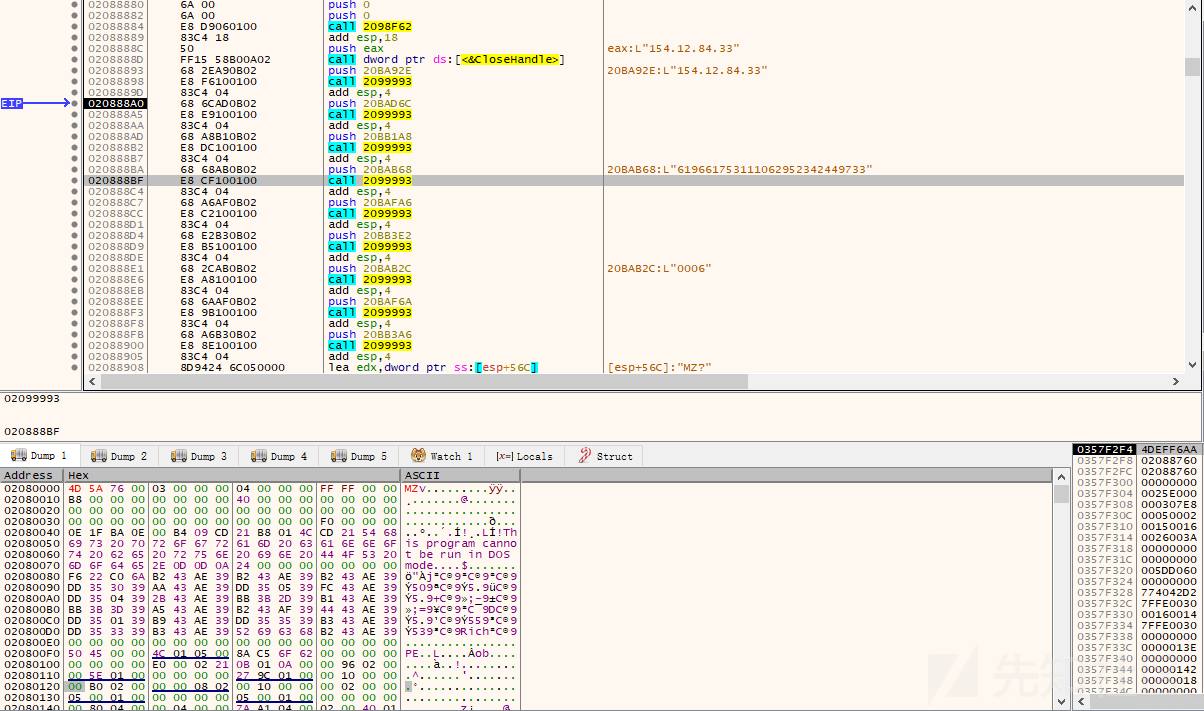 02088880 6A 00 push 0
02088882 6A 00 push 0
02088884 E8 D9060100 call 2098F62
02088889 83C4 18 add esp,18
0208888C 50 push eax eax:L"154.12.84.33"
0208888D FF15 58B00A02 call dword ptr ds:[<&CloseHandle>]
02088893 68 2EA90B02 push 20BA92E 20BA92E:L"154.12.84.33"
02088898 E8 F6100100 call 2099993
0208889D 83C4 04 add esp,4
EIP 020888A0 68 6CAD0B02 push 20BAD6C
020888A5 E8 E9100100 call 2099993
020888AA 83C4 04 add esp,4
020888AD 68 A8B10B02 push 20BB1A8
020888B2 E8 DC100100 call 2099993
020888B7 83C4 04 add esp,4
020888BA 68 68AB0B02 push 20BAB68 20BAB68:L"619661753111062952342449733"
020888BF E8 CF100100 call 2099993
020888C4 83C4 04 add esp,4
020888C7 68 A6AF0B02 push 20BAFA6
020888CC E8 C2100100 call 2099993
020888D1 83C4 04 add esp,4
020888D4 68 E2B30B02 push 20BB3E2
020888D9 E8 B5100100 call 2099993
020888DE 83C4 04 add esp,4
020888E1 68 2CAB0B02 push 20BAB2C 20BAB2C:L"0006"
020888E6 E8 A8100100 call 2099993
020888EB 83C4 04 add esp,4
020888EE 68 6AAF0B02 push 20BAF6A
020888F3 E8 9B100100 call 2099993
020888F8 83C4 04 add esp,4
020888FB 68 A6B30B02 push 20BB3A6
02088900 E8 8E100100 call 2099993
02088905 83C4 04 add esp,4
02088908 8D9424 6C050000 lea edx,dword ptr ss:[esp+56C] [esp+56C]:"MZ?"
02099993
020888BF
Dump 1 Dump 2 Dump 3 Dump 4 Dump 5 Watch 1 [x=] Locals Struct
Address Hex ASCII
02080000 4D 5A 76 00 03 00 00 00 04 00 00 00 FF FF 00 00 MZv.........ÿÿ..
02080010 B8 00 00 00 00 00 00 00 40 00 00 00 00 00 00 00 ¸.......@.......
02080020 00 00 00 00 00 00 00 00 00 00 00 00 00 00 00 00 ................
02080030 00 00 00 00 00 00 00 00 00 00 00 00 F0 00 00 00 ............ð...
02080040 0E 1F BA 0E 00 B4 09 CD 21 B8 01 4C CD 21 54 68 ..º..´.Í!¸.LÍ!Th
02080050 69 73 20 70 72 6F 67 72 61 6D 20 63 61 6E 6E 6F is program canno
02080060 74 20 62 65 20 72 75 6E 20 69 6E 20 44 4F 53 20 t be run in DOS
02080070 6D 6F 64 65 2E 0D 0D 0A 24 00 00 00 00 00 00 00 mode....$.......
02080080 F6 22 C0 6A B2 43 AE 39 B2 43 AE 39 B2 43 AE 39 ö"Àj²C®9²C®9²C®9
02080090 DD 35 30 39 AA 43 AE 39 DD 35 05 39 FC 43 AE 39 Ý509ªC®9Ý5.9üC®9
020800A0 DD 35 04 39 2B 43 AE 39 BB 3B 2D 39 B1 43 AE 39 Ý5.9+C®9»;-9±C®9
020800B0 BB 3B 3D 39 A5 43 AE 39 B2 43 AF 39 44 43 AE 39 »;=9¥C®9²C¯9DC®9
020800C0 DD 35 01 39 B9 43 AE 39 DD 35 35 39 B3 43 AE 39 Ý5.9¹C®9Ý559³C®9
020800D0 DD 35 33 39 B3 43 AE 39 52 69 63 68 B2 43 AE 39 Ý539³C®9Rich²C®9
020800E0 00 00 00 00 00 00 00 00 00 00 00 00 00 00 00 00 ................
020800F0 50 45 00 00 4C 01 05 00 8A C5 6F 62 00 00 00 00 PE..L....Åob....
02080100 00 00 00 00 E0 00 02 21 0B 01 0A 00 00 96 02 00 ....à..!........
02080110 00 5E 01 00 00 00 00 00 27 9C 01 00 00 10 00 00 .^......'.......
02080120 00 B0 02 00 00 00 08 02 00 10 00 00 00 02 00 00 .°..............
02080130 05 00 01 00 00 00 00 00 05 00 01 00 00 00 00 00 ................
0357F2F4 4DEFF6AA
0357F2F8 02088760
0357F2FC 02088760
0357F300 00000000
0357F304 0025E000
0357F308 000307E8
0357F30C 00050002
0357F310 00150016
0357F314 0026003A
0357F318 00000000
0357F31C 00000000
0357F320 005DD060
0357F324 00000000
0357F328 774042D2
0357F32C 7FFE0030
0357F330 00160014
0357F334 7FFE0030
0357F338 00000000
0357F33C 0000013E
0357F340 00000000
0357F344 00000142
0357F348 00000018
0357F34C 00000000
先知